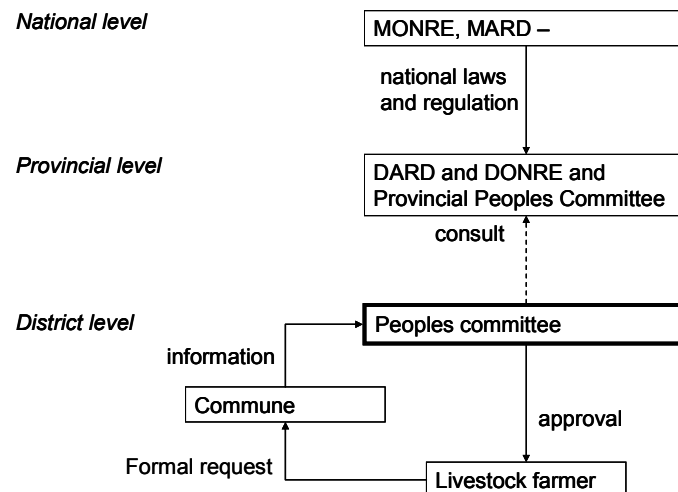 National level
MONRE, MARD –
national laws
and regulation
Provincial level
DARD and DONRE and
Provincial Peoples Committee
consult
District level
Peoples committee
information
Commune
approval
Formal request
Livestock farmer